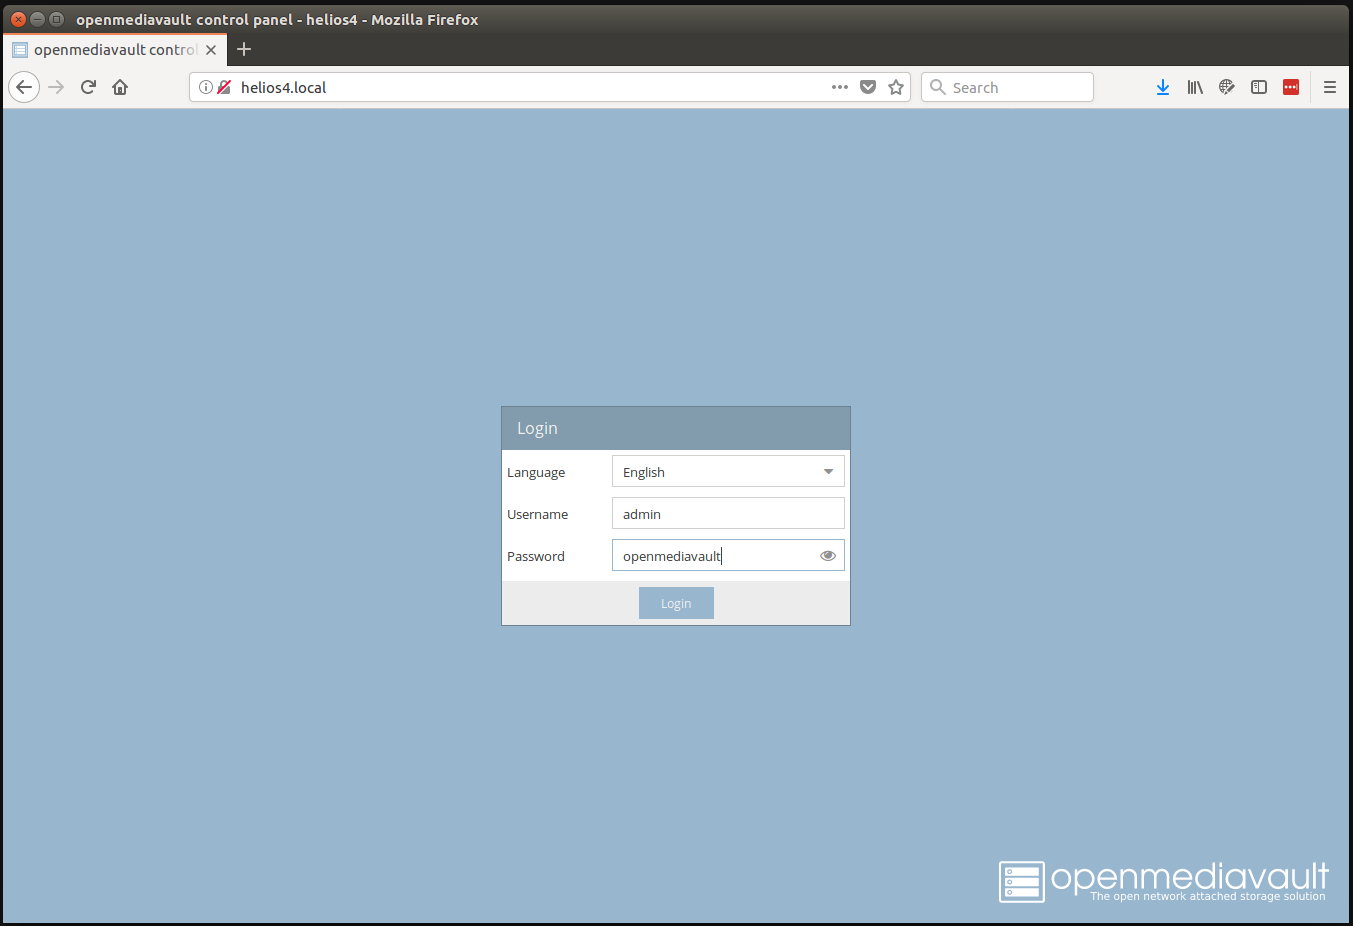 openmediavault control panel - helios4 - Mozilla Firefox
openmediavault control
helios4.local
Search
Login
Language English
Username admin
Password openmediavault
Login
openmediavault
The open network attached storage solution